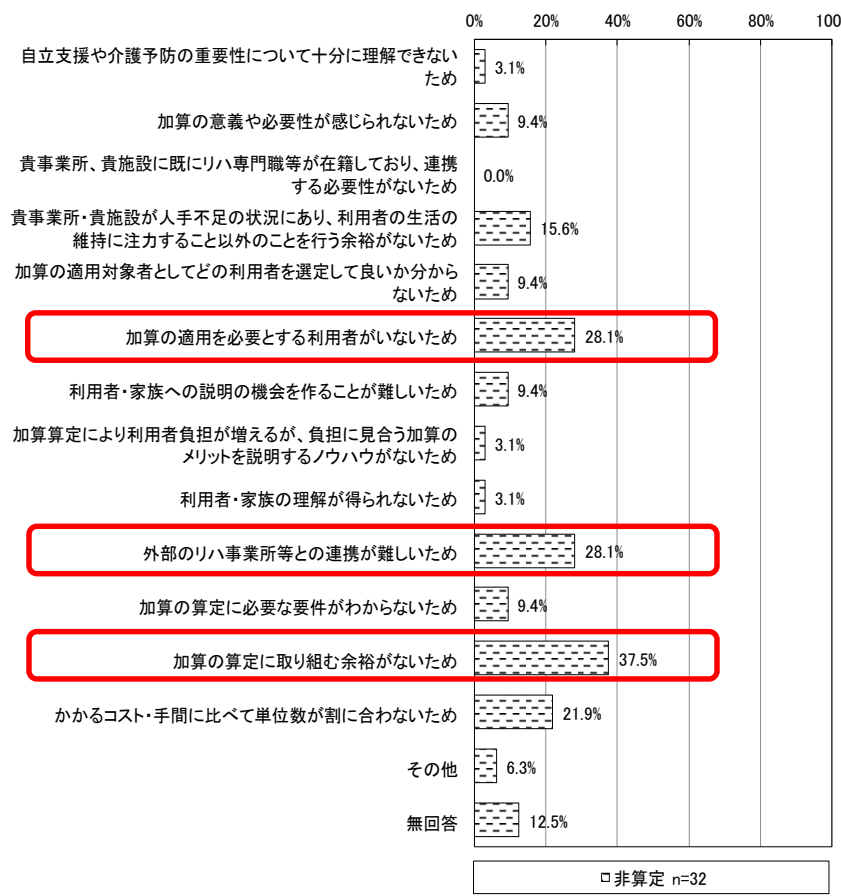 0% 20% 40% 60% 80% 100
自立支援や介護予防の重要性について十分に理解できない
ため
3.1%
加算の意義や必要性が感じられないため
9.4%
貴事業所、貴施設に既にリハ専門職等が在籍しており、連携
する必要性がないため
0.0%
貴事業所・貴施設が人手不足の状況にあり、利用者の生活の
維持に注力すること以外のことを行う余裕がないため
15.6%
加算の適用対象者としてどの利用者を選定して良いか分から
ないため
9.4%
加算の適用を必要とする利用者がいないため
28.1%
利用者・家族への説明の機会を作ることが難しいため
9.4%
加算算定により利用者負担が増えるが、負担に見合う加算の
メリットを説明するノウハウがないため
3.1%
利用者・家族の理解が得られないため
3.1%
外部のリハ事業所等との連携が難しいため
28.1%
加算の算定に必要な要件がわからないため
9.4%
加算の算定に取り組む余裕がないため
37.5%
かかるコスト・手間に比べて単位数が割に合わないため
21.9%
その他
6.3%
無回答
12.5%
非算定 n=32